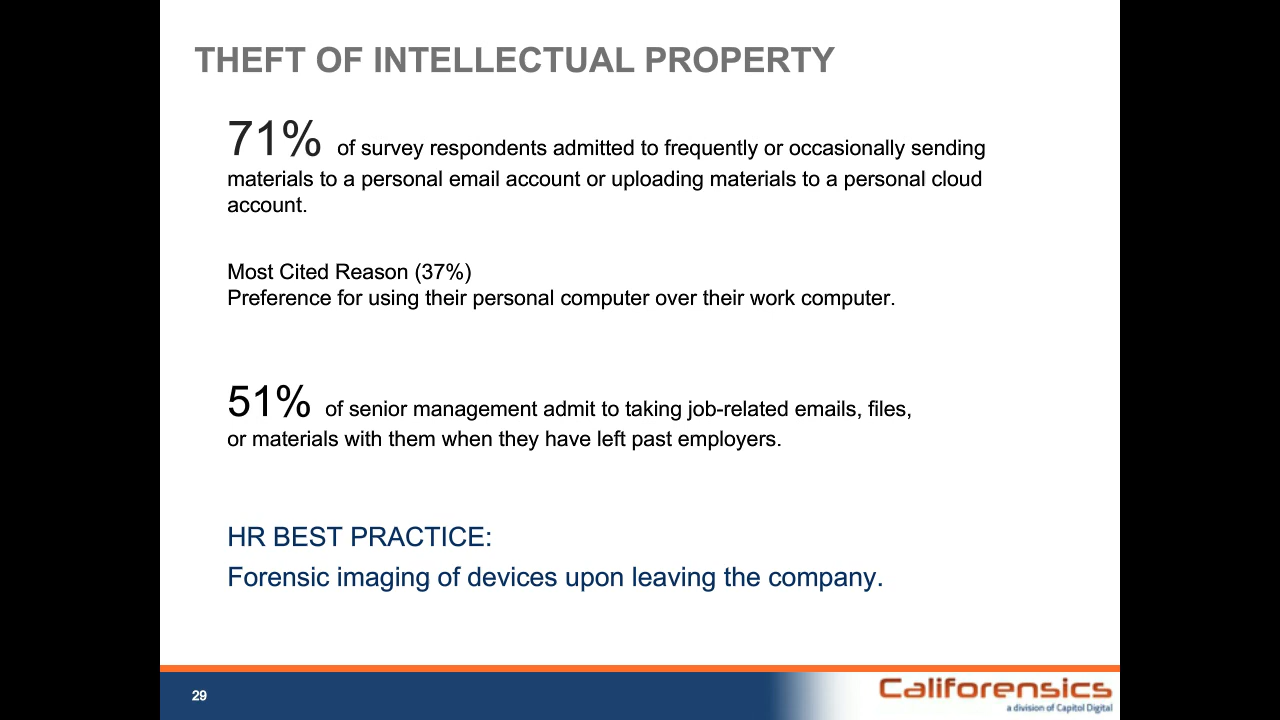 THEFT OF INTELLECTUAL PROPERTY
71% of survey respondents admitted to frequently or occasionally sending
materials to a personal email account or uploading materials to a personal cloud
account.
Most Cited Reason (37%)
Preference for using their personal computer over their work computer.
51% of senior management admit to taking job-related emails, files,
or materials with them when they have left past employers.
HR BEST PRACTICE:
Forensic imaging of devices upon leaving the company.
29
Califorensics
a division of Capitol Digital